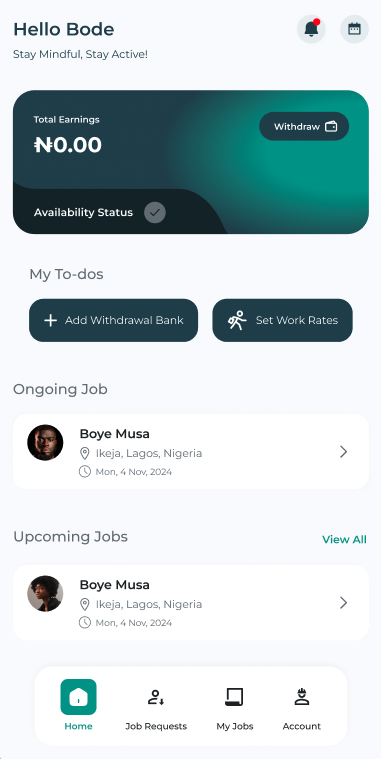 Hello Bode
Stay Mindful, Stay Active!
Total Earnings
₦0.00
Withdraw
Availability Status
My To-dos
Add Withdrawal Bank
Set Work Rates
Ongoing Job
Boye Musa
Ikeja, Lagos, Nigeria
Mon, 4 Nov, 2024
Upcoming Jobs
View All
Boye Musa
Ikeja, Lagos, Nigeria
Mon, 4 Nov, 2024
Home
Job Requests
My Jobs
Account